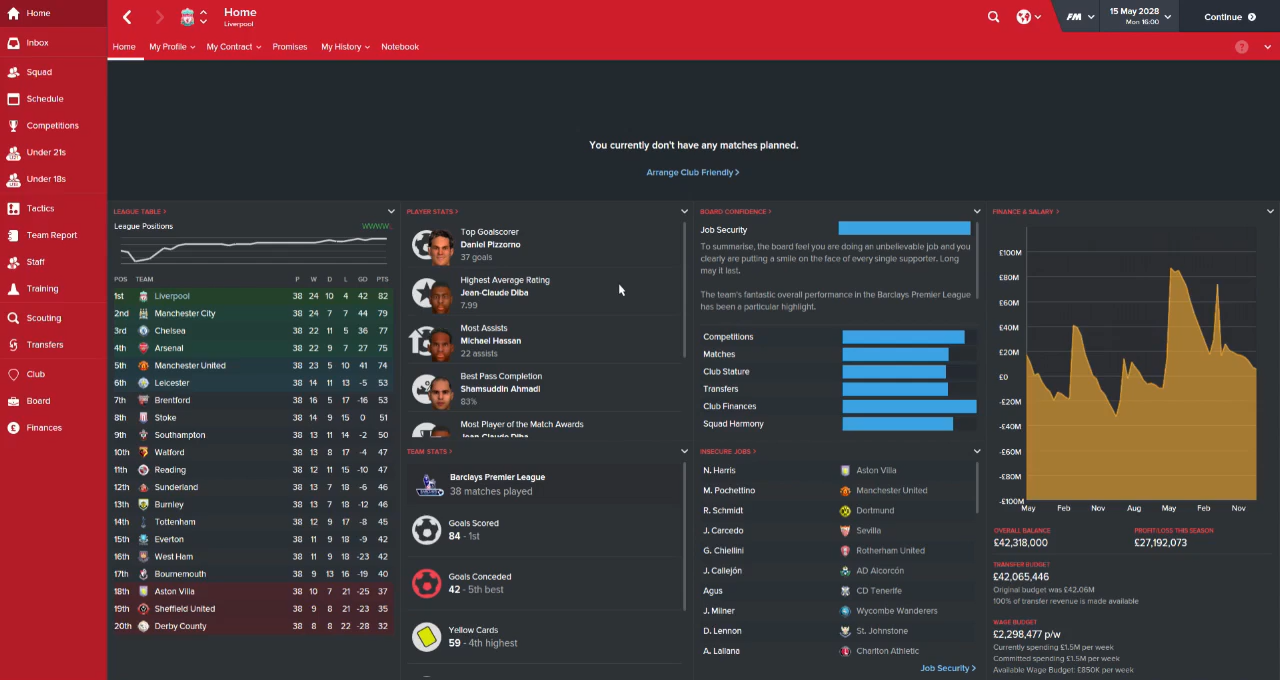 Home
Inbox
Squad
Schedule
Competitions
Under 21s
Under 18s
Tactics
Team Report
Staff
Training
Scouting
Transfers
Club
Board
Finances
Home
Liverpool
FM
15 May 2028
Mon 16:00
Continue
Home My Profile My Contract Promises My History Notebook
?
You currently don't have any matches planned.
Arrange Club Friendly >
LEAGUE TABLE >
League Positions WWWW
POS TEAM P W D L GD PTS
1st Liverpool 38 24 10 4 42 82
2nd Manchester City 38 24 7 7 44 79
3rd Chelsea 38 22 11 5 36 77
4th Arsenal 38 22 9 7 27 75
5th Manchester United 38 23 5 10 41 74
6th Leicester 38 14 11 13 -5 53
7th Brentford 38 16 5 17 -16 53
8th Stoke 38 14 9 15 0 51
9th Southampton 38 13 11 14 -2 50
10th Watford 38 13 8 17 -4 47
11th Reading 38 12 11 15 -10 47
12th Sunderland 38 13 7 18 -6 46
13th Burnley 38 13 7 18 -12 46
14th Tottenham 38 12 9 17 -8 45
15th Everton 38 11 9 18 -9 42
16th West Ham 38 11 9 18 -23 42
17th Bournemouth 38 9 13 16 -19 40
18th Aston Villa 38 10 7 21 -25 37
19th Sheffield United 38 9 8 21 -23 35
20th Derby County 38 8 8 22 -28 32
PLAYER STATS >
Top Goalscorer
Daniel Pizzorno
37 goals
Highest Average Rating
Jean-Claude Diba
7.99
Most Assists
Michael Hassan
22 assists
Best Pass Completion
Shamsuddin Ahmadi
83%
Most Player of the Match Awards
Jean-Claude Diba
TEAM STATS >
Barclays Premier League
38 matches played
Goals Scored
84 - 1st
Goals Conceded
42 - 5th best
Yellow Cards
59 - 4th highest
BOARD CONFIDENCE >
Job Security
To summarise, the board feel you are doing an unbelievable job and you
clearly are putting a smile on the face of every single supporter. Long
may it last.
The team's fantastic overall performance in the Barclays Premier League
has been a particular highlight.
Competitions
Matches
Club Stature
Transfers
Club Finances
Squad Harmony
INSECURE JOBS >
N. Harris Aston Villa
M. Pochettino Manchester United
R. Schmidt Dortmund
J. Carcedo Sevilla
G. Chiellini Rotherham United
J. Callejón AD Alcorcón
Agus CD Tenerife
J. Milner Wycombe Wanderers
D. Lennon St. Johnstone
A. Lallana Charlton Athletic
Job Security >
FINANCE & SALARY >
£100M
£80M
£60M
£40M
£20M
£0
-£20M
-£40M
-£60M
-£80M
-£100M
May Feb Nov Aug May Feb Nov
OVERALL BALANCE PROFIT/LOSS THIS SEASON
£42,318,000 £27,192,073
TRANSFER BUDGET
£42,065,446
Original budget was £42.06M
100% of transfer revenue is made available
WAGE BUDGET
£2,298,477 p/w
Currently spending £1.5M per week
Committed spending £1.5M per week
Available Wage Budget: £850K per week